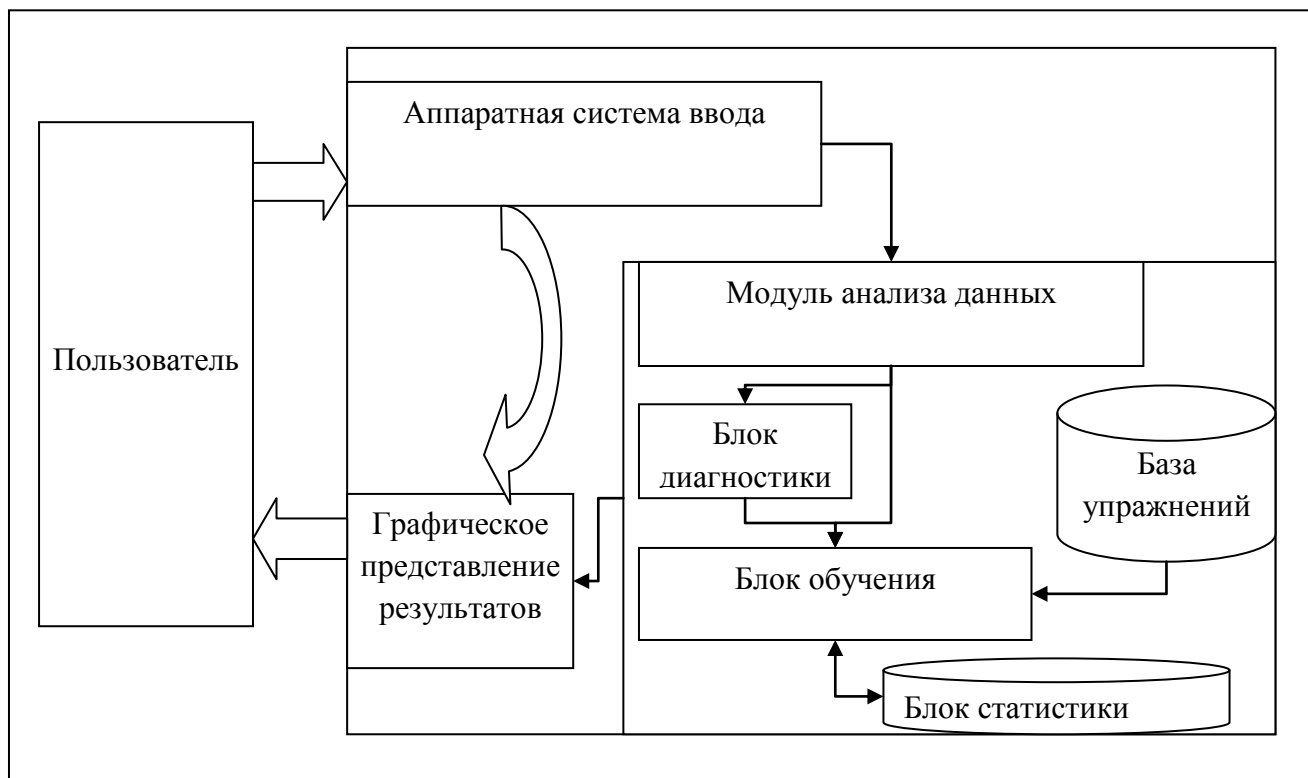 Аппаратная система ввода
Пользователь
Модуль анализа данных
Блок
диагностики
База
упражнений
Графическое
представление
результатов
Блок обучения
Блок статистики